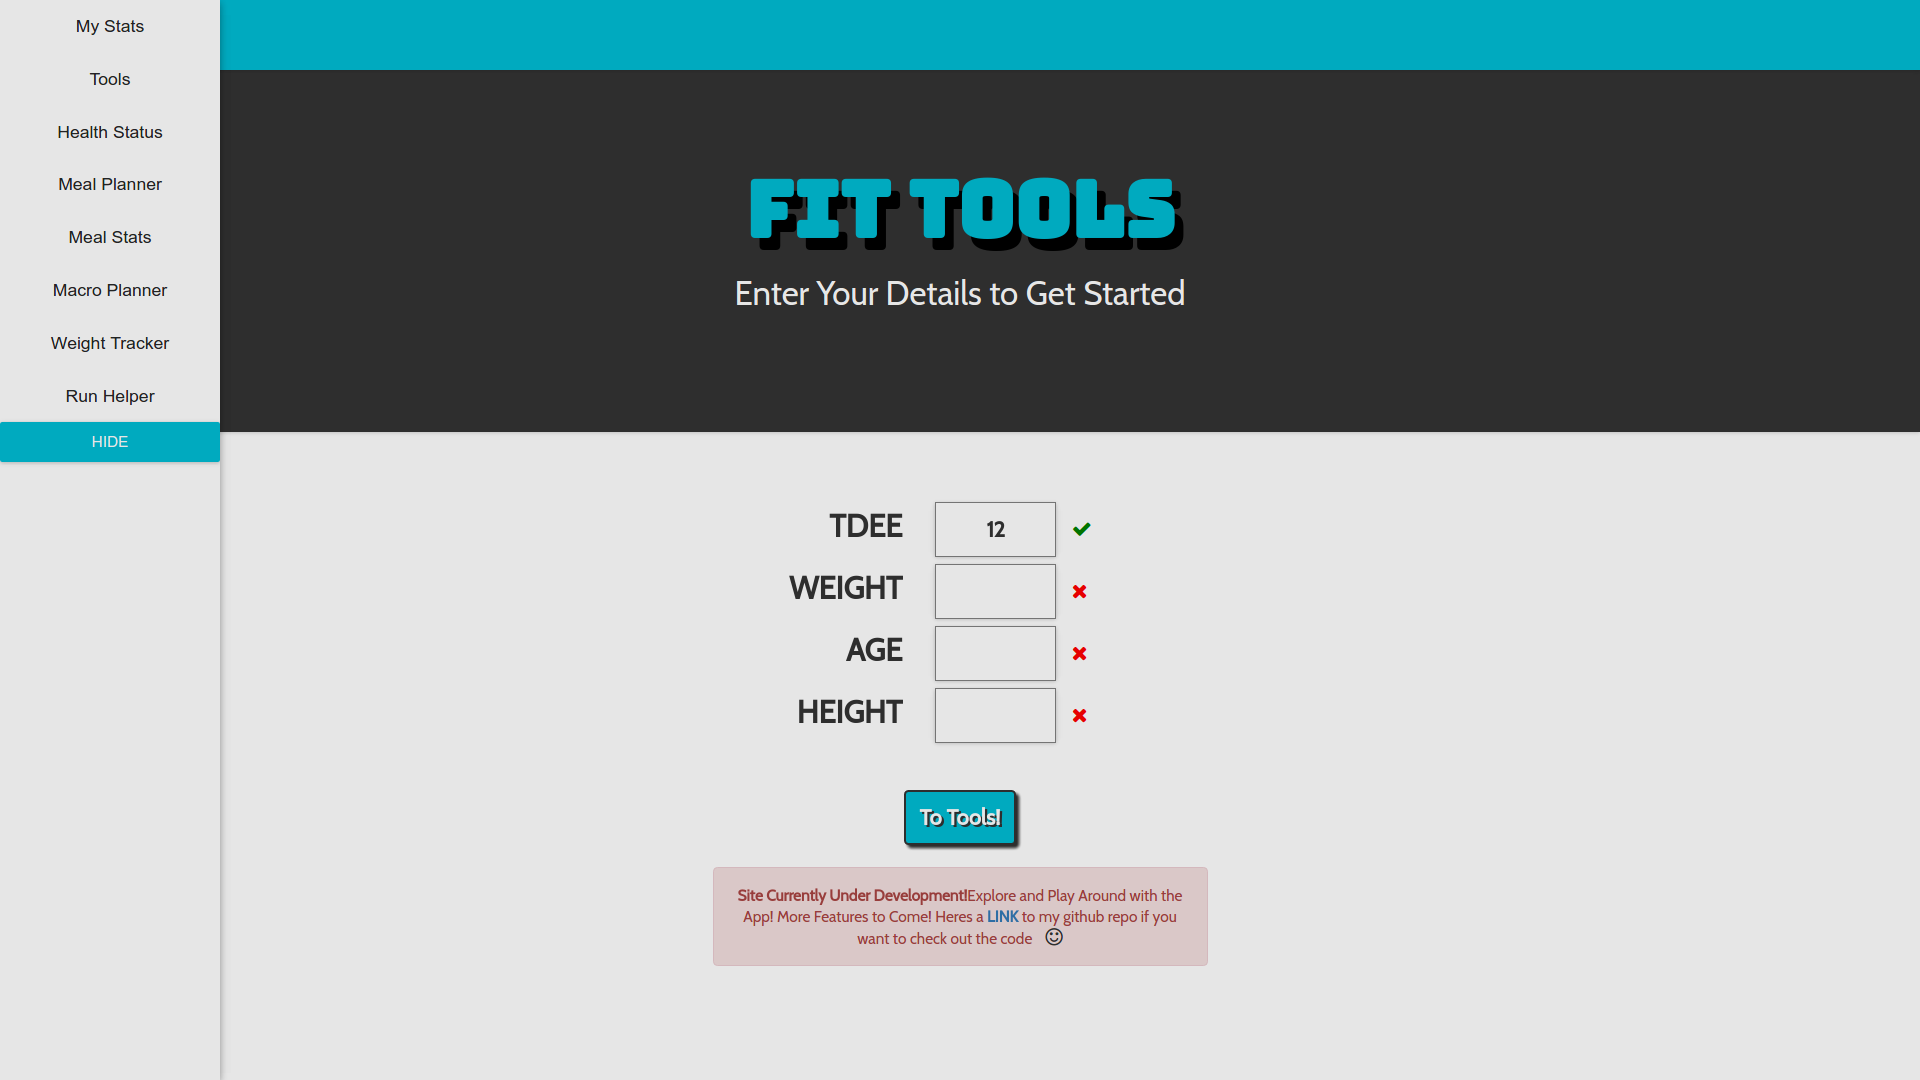 My Stats
Tools
Health Status
Meal Planner
Meal Stats
Macro Planner
Weight Tracker
Run Helper
HIDE
FIT TOOLS
Enter Your Details to Get Started
TDEE 12
WEIGHT
AGE
HEIGHT
To Tools!
Site Currently Under Development!Explore and Play Around with the
App! More Features to Come! Heres a LINK to my github repo if you
want to check out the code